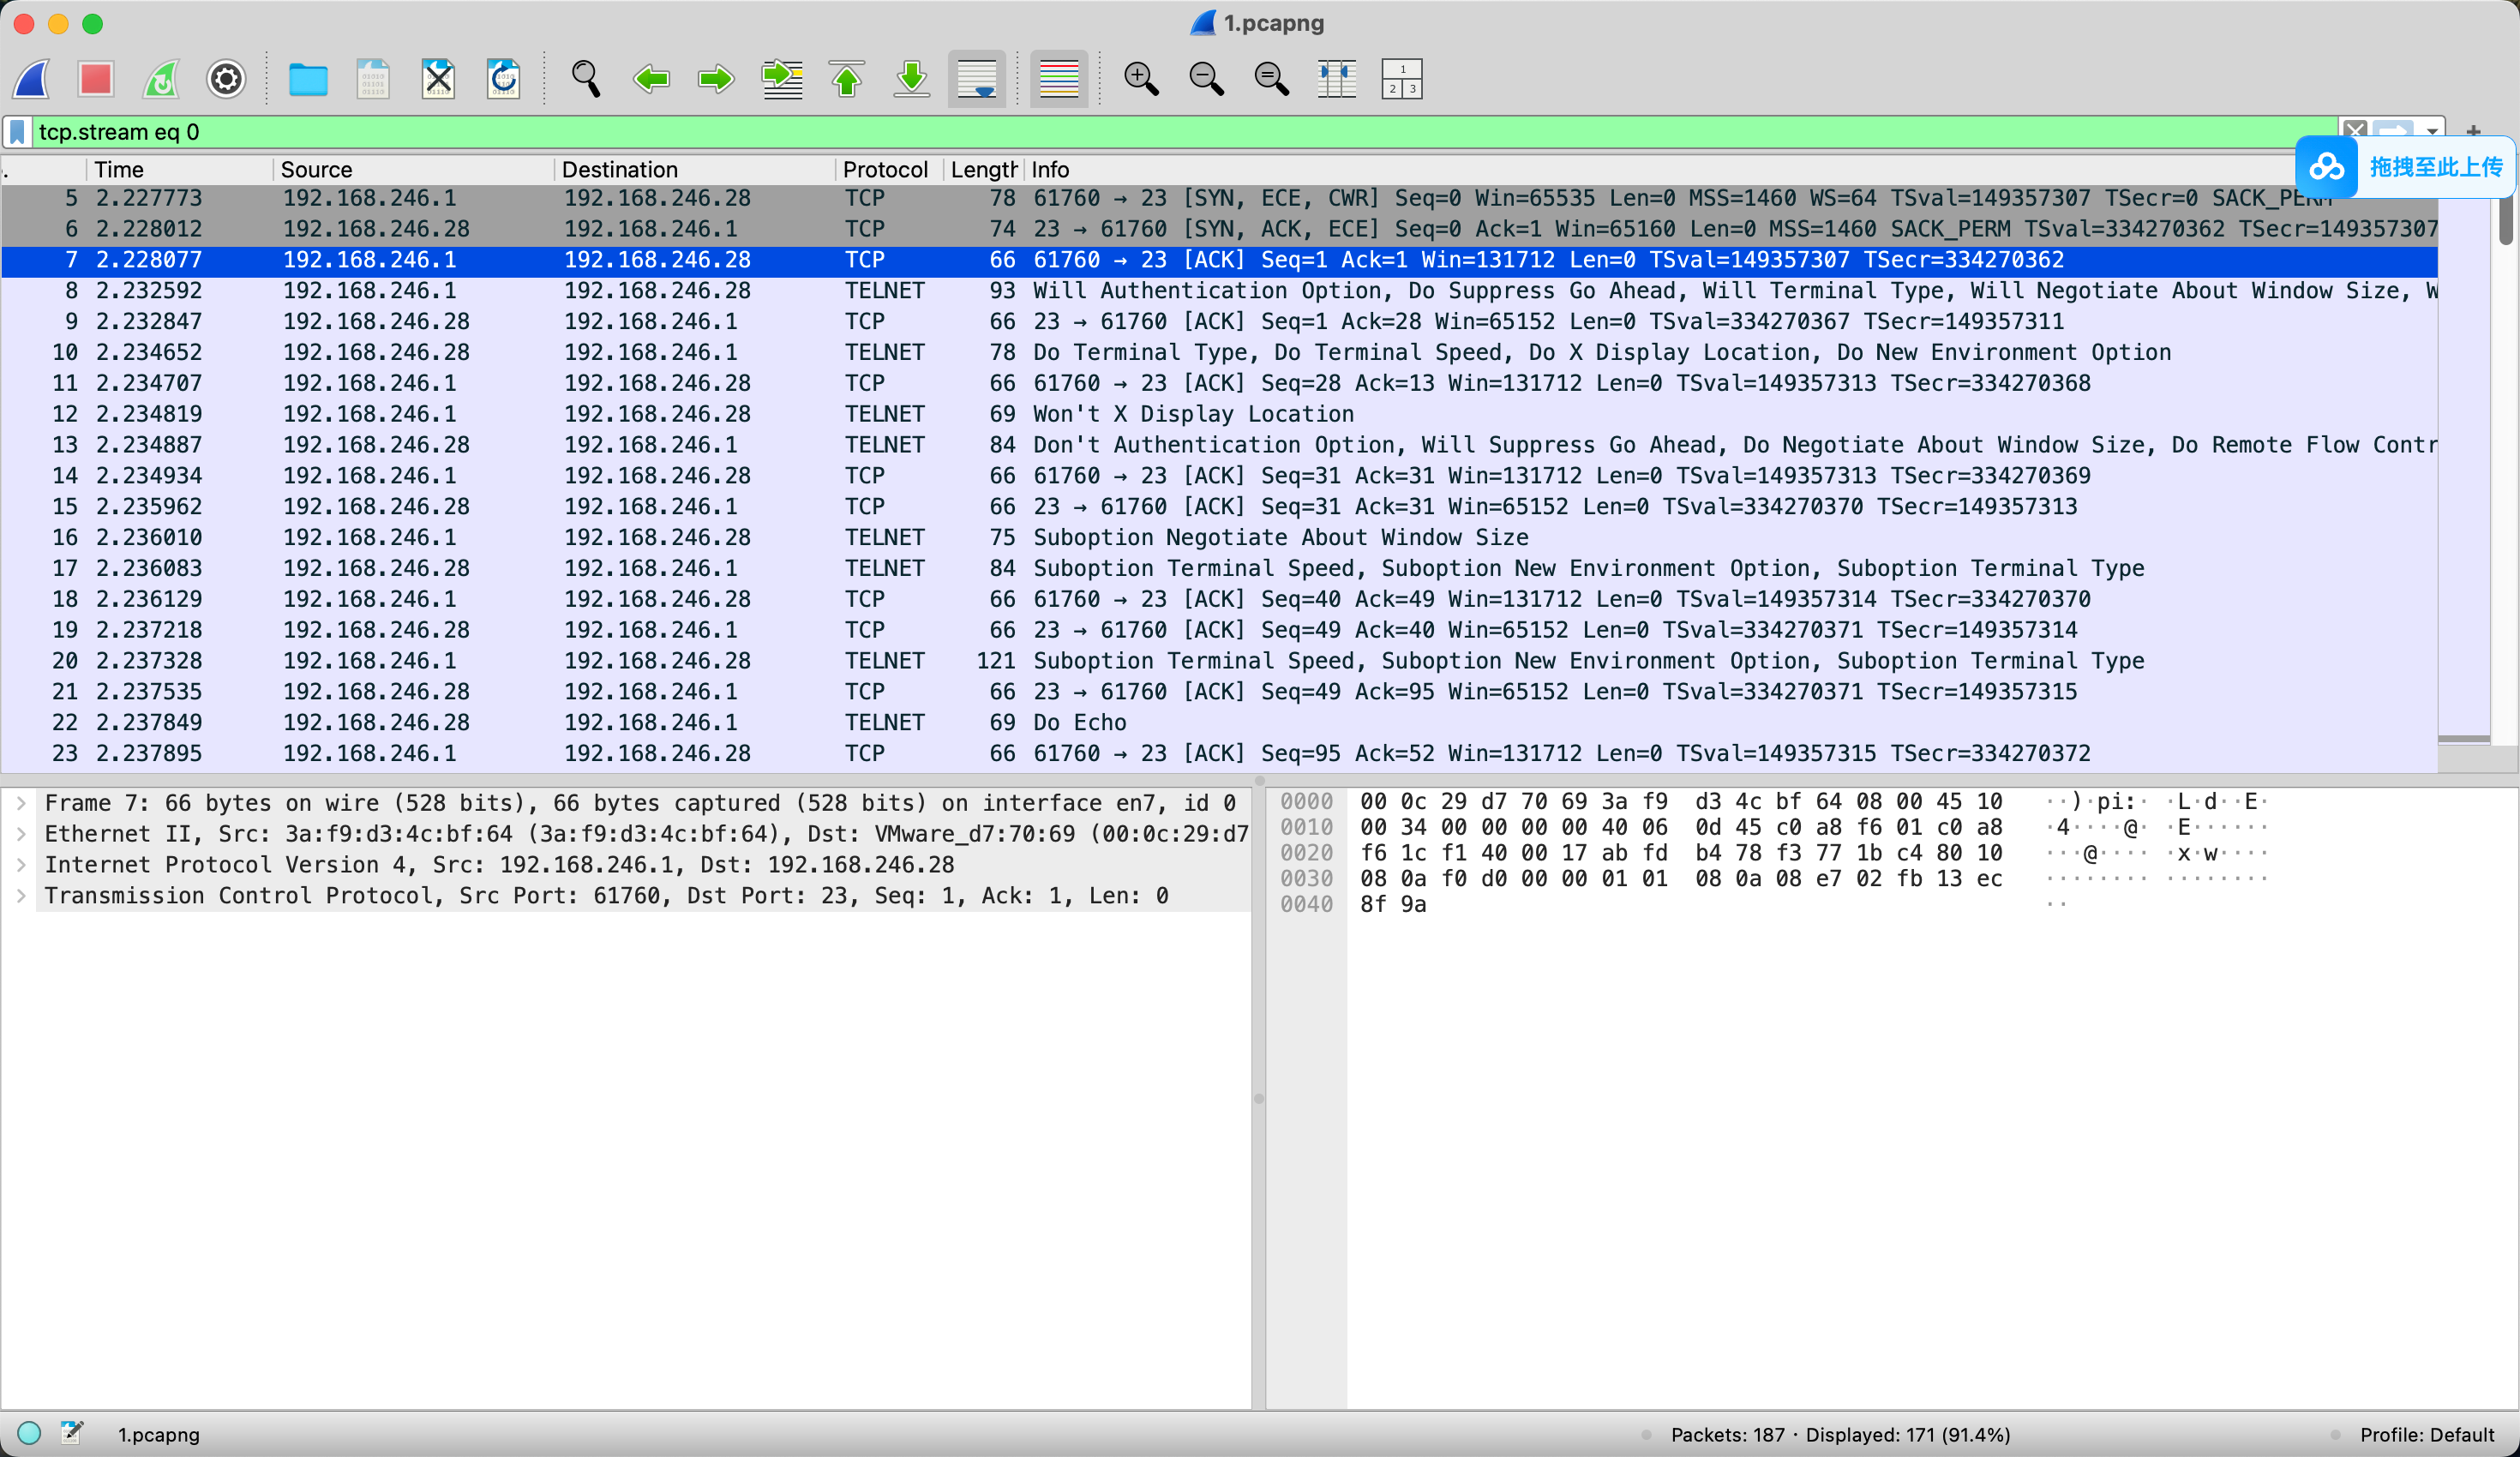 1.pcapng
tcp.stream eq 0
拖拽至此上传
. Time Source Destination Protocol Length Info
5 2.227773 192.168.246.1 192.168.246.28 TCP 78 61760 → 23 [SYN, ECE, CWR] Seq=0 Win=65535 Len=0 MSS=1460 WS=64 TSval=149357307 TSecr=0 SACK_PERM
6 2.228012 192.168.246.28 192.168.246.1 TCP 74 23 → 61760 [SYN, ACK, ECE] Seq=0 Ack=1 Win=65160 Len=0 MSS=1460 SACK_PERM TSval=334270362 TSecr=149357307
7 2.228077 192.168.246.1 192.168.246.28 TCP 66 61760 → 23 [ACK] Seq=1 Ack=1 Win=131712 Len=0 TSval=149357307 TSecr=334270362
8 2.232592 192.168.246.1 192.168.246.28 TELNET 93 Will Authentication Option, Do Suppress Go Ahead, Will Terminal Type, Will Negotiate About Window Size, W
9 2.232847 192.168.246.28 192.168.246.1 TCP 66 23 → 61760 [ACK] Seq=1 Ack=28 Win=65152 Len=0 TSval=334270367 TSecr=149357311
10 2.234652 192.168.246.28 192.168.246.1 TELNET 78 Do Terminal Type, Do Terminal Speed, Do X Display Location, Do New Environment Option
11 2.234707 192.168.246.1 192.168.246.28 TCP 66 61760 → 23 [ACK] Seq=28 Ack=13 Win=131712 Len=0 TSval=149357313 TSecr=334270368
12 2.234819 192.168.246.1 192.168.246.28 TELNET 69 Won't X Display Location
13 2.234887 192.168.246.28 192.168.246.1 TELNET 84 Don't Authentication Option, Will Suppress Go Ahead, Do Negotiate About Window Size, Do Remote Flow Contr
14 2.234934 192.168.246.1 192.168.246.28 TCP 66 61760 → 23 [ACK] Seq=31 Ack=31 Win=131712 Len=0 TSval=149357313 TSecr=334270369
15 2.235962 192.168.246.28 192.168.246.1 TCP 66 23 → 61760 [ACK] Seq=31 Ack=31 Win=65152 Len=0 TSval=334270370 TSecr=149357313
16 2.236010 192.168.246.1 192.168.246.28 TELNET 75 Suboption Negotiate About Window Size
17 2.236083 192.168.246.28 192.168.246.1 TELNET 84 Suboption Terminal Speed, Suboption New Environment Option, Suboption Terminal Type
18 2.236129 192.168.246.1 192.168.246.28 TCP 66 61760 → 23 [ACK] Seq=40 Ack=49 Win=131712 Len=0 TSval=149357314 TSecr=334270370
19 2.237218 192.168.246.28 192.168.246.1 TCP 66 23 → 61760 [ACK] Seq=49 Ack=40 Win=65152 Len=0 TSval=334270371 TSecr=149357314
20 2.237328 192.168.246.1 192.168.246.28 TELNET 121 Suboption Terminal Speed, Suboption New Environment Option, Suboption Terminal Type
21 2.237535 192.168.246.28 192.168.246.1 TCP 66 23 → 61760 [ACK] Seq=49 Ack=95 Win=65152 Len=0 TSval=334270371 TSecr=149357315
22 2.237849 192.168.246.28 192.168.246.1 TELNET 69 Do Echo
23 2.237895 192.168.246.1 192.168.246.28 TCP 66 61760 → 23 [ACK] Seq=95 Ack=52 Win=131712 Len=0 TSval=149357315 TSecr=334270372
Frame 7: 66 bytes on wire (528 bits), 66 bytes captured (528 bits) on interface en7, id 0
Ethernet II, Src: 3a:f9:d3:4c:bf:64 (3a:f9:d3:4c:bf:64), Dst: VMware_d7:70:69 (00:0c:29:d7
Internet Protocol Version 4, Src: 192.168.246.1, Dst: 192.168.246.28
Transmission Control Protocol, Src Port: 61760, Dst Port: 23, Seq: 1, Ack: 1, Len: 0
0000 00 0c 29 d7 70 69 3a f9 d3 4c bf 64 08 00 45 10 ··)·pi:· ·L·d··E·
0010 00 34 00 00 00 00 40 06 0d 45 c0 a8 f6 01 c0 a8 ·4····@· ·E······
0020 f6 1c f1 40 00 17 ab fd b4 78 f3 77 1b c4 80 10 ···@···· ·x·w····
0030 08 0a f0 d0 00 00 01 01 08 0a 08 e7 02 fb 13 ec ········ ········
0040 8f 9a ··
1.pcapng
Packets: 187 · Displayed: 171 (91.4%)
Profile: Default